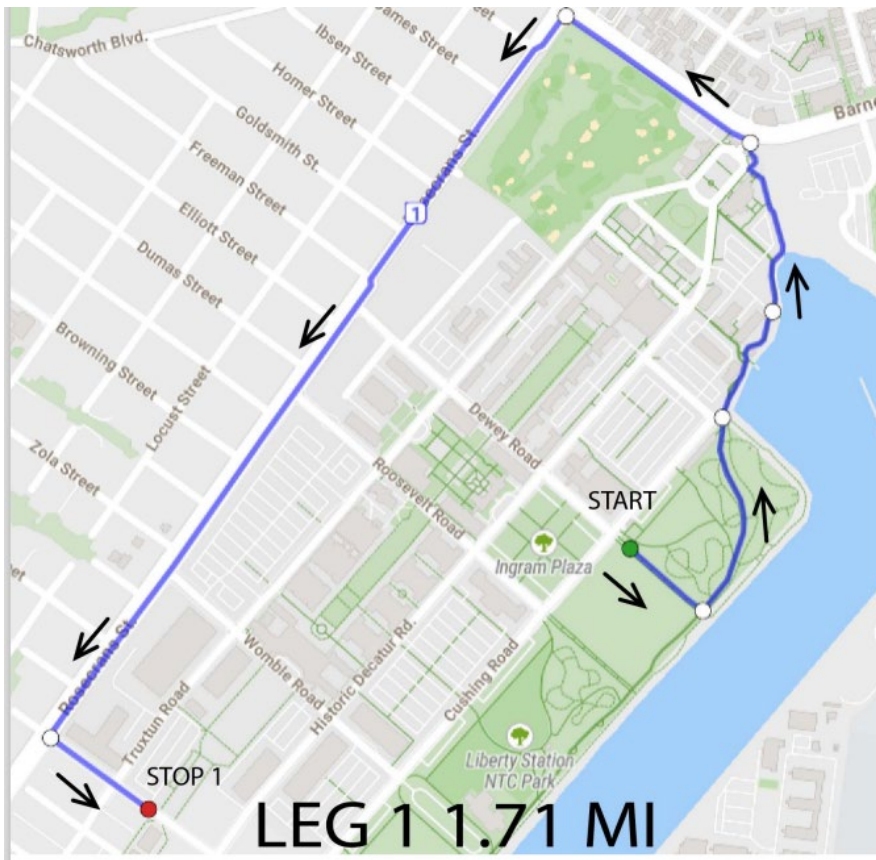 Chatsworth Blvd.
James Street
Ibsen Street
Homer Street
Goldsmith St.
Freeman Street
Elliott Street
Dumas Street
Browning Street
Zola Street
Locust Street
Barne
secrans St.
1
Dewey Road
Roosevelt Road
START
Ingram Plaza
Rosecrans St.
Womble Road
Historic Decatur Rd.
Cushing Road
Truxtun Road
STOP 1
Liberty Station
NTC Park
LEG 1 1.71 MI